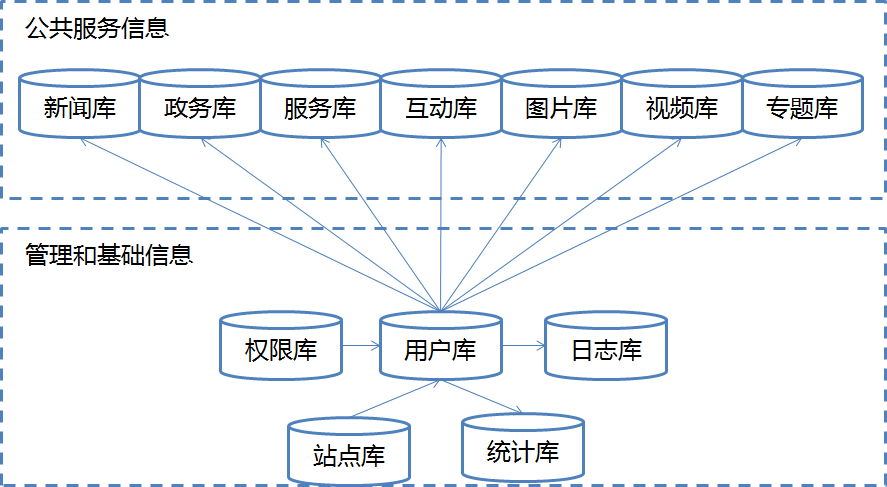 公共服务信息
新闻库
政务库
服务库
互动库
图片库
视频库
专题库
管理和基础信息
权限库
用户库
日志库
站点库
统计库